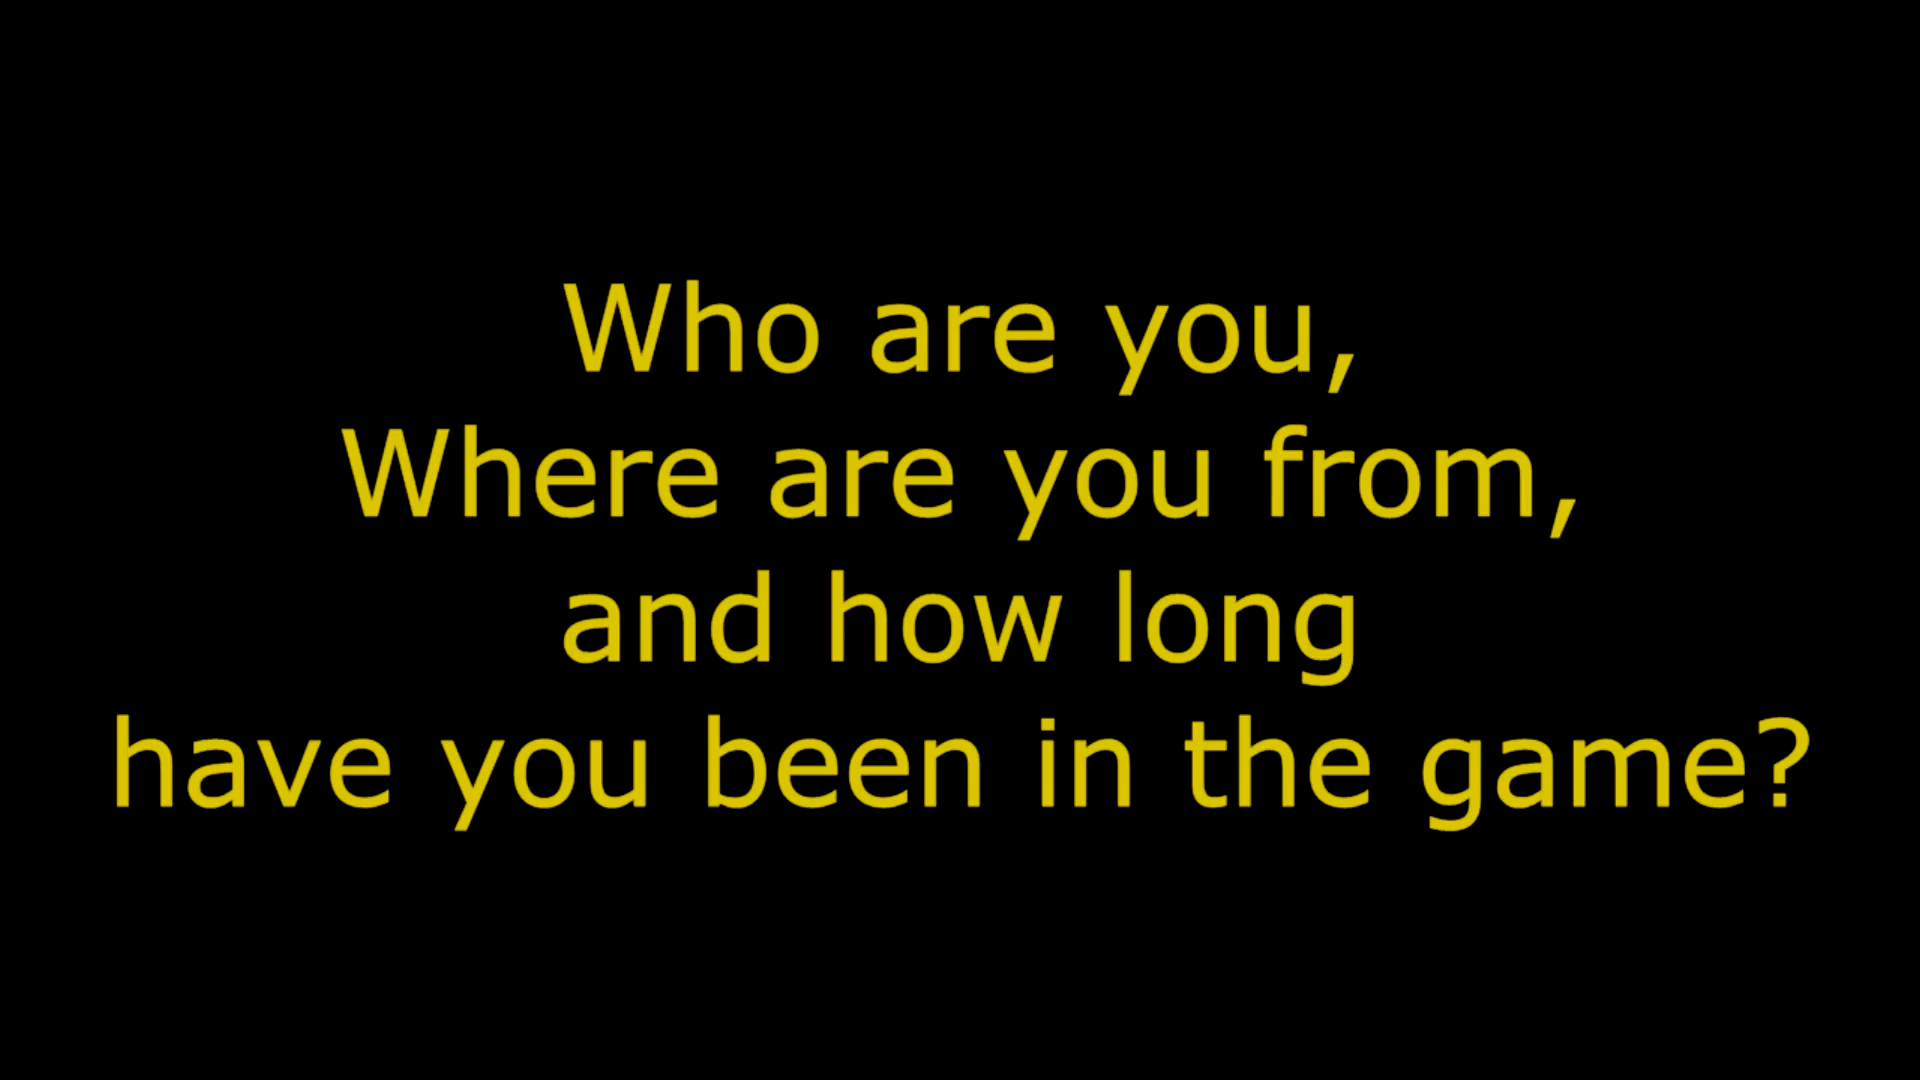 Who are you,
Where are you from,
and how long
have you been in the game?